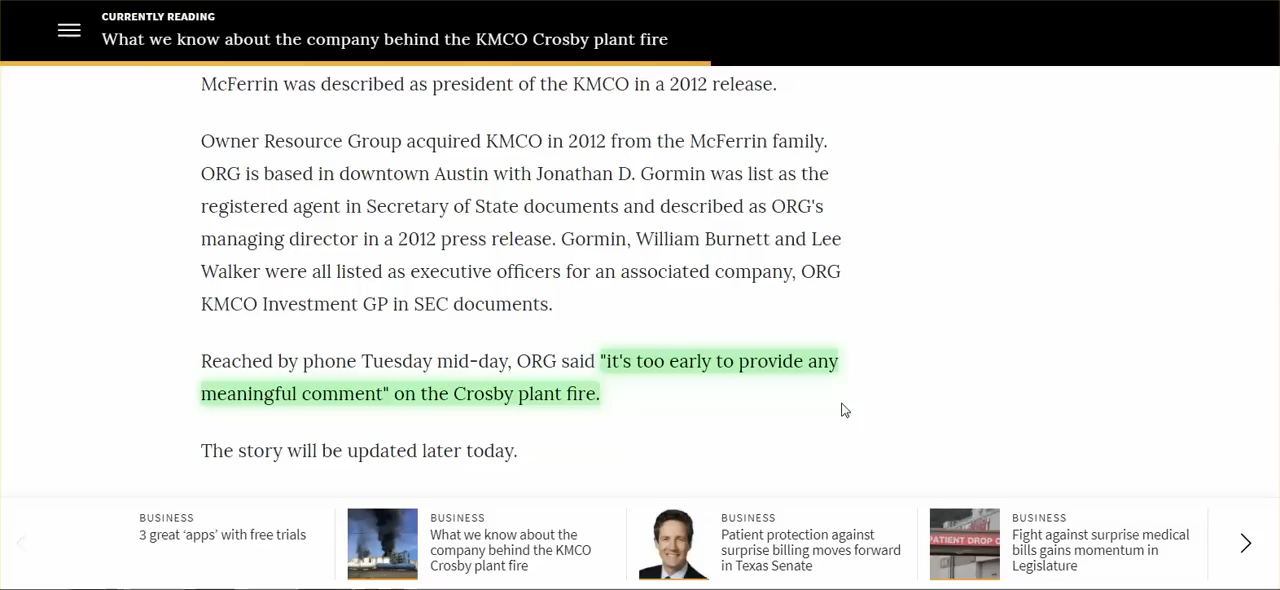 CURRENTLY READING
What we know about the company behind the KMCO Crosby plant fire
McFerrin was described as president of the KMCO in a 2012 release.
Owner Resource Group acquired KMCO in 2012 from the McFerrin family.
ORG is based in downtown Austin with Jonathan D. Gormin was list as the
registered agent in Secretary of State documents and described as ORG's
managing director in a 2012 press release. Gormin, William Burnett and Lee
Walker were all listed as executive officers for an associated company, ORG
KMCO Investment GP in SEC documents.
Reached by phone Tuesday mid-day, ORG said "it's too early to provide any
meaningful comment" on the Crosby plant fire.
The story will be updated later today.
BUSINESS
3 great ‘apps’ with free trials
BUSINESS
What we know about the
company behind the KMCO
Crosby plant fire
BUSINESS
Patient protection against
surprise billing moves forward
in Texas Senate
PATIENT DROP
BUSINESS
Fight against surprise medical
bills gains momentum in
Legislature